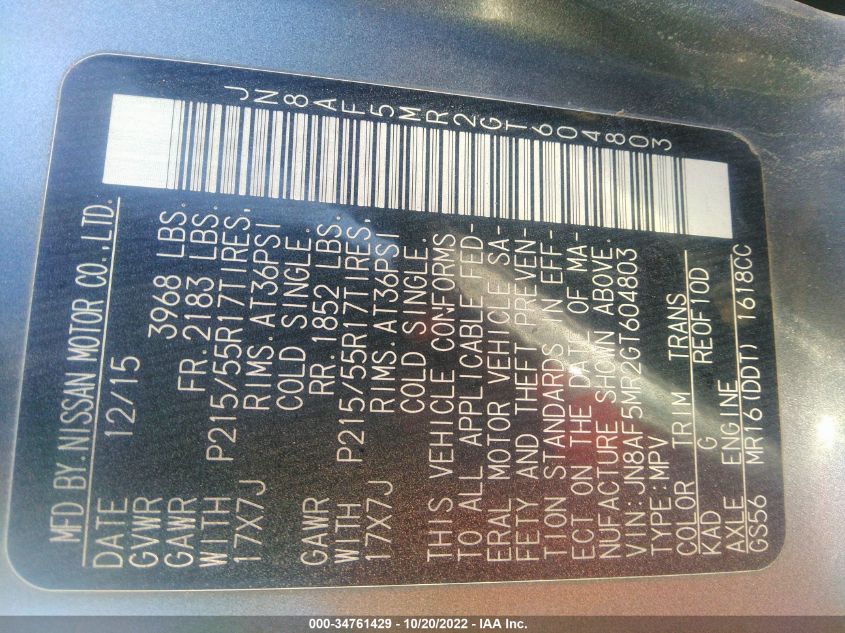 JN8AF5MR2GT604803
MFD BY: NISSAN MOTOR CO., LTD.
DATE 12/15
GVWR 3968 LBS.
GAWR FR. 2183 LBS.
WITH P215/55R17TIRES,
17X7J RIMS. AT36PSI
COLD SINGLE.
GAWR RR. 1852 LBS.
WITH P215/55R17TIRES,
17X7J RIMS. AT36PSI
COLD SINGLE.
THIS VEHICLE CONFORMS
TO ALL APPLICABLE FED-
ERAL MOTOR VEHICLE SA-
FETY AND THEFT PREVEN-
TION STANDARDS IN EFF-
ECT ON THE DATE OF MA-
NUFACTURE SHOWN ABOVE.
VIN: JN8AF5MR2GT604803
TYPE: MPV
COLOR TRIM TRANS
KAD G RE0F10D
AXLE ENGINE
GS56 MR16(DDT) 1618CC
000-34761429 - 10/20/2022 - IAA Inc.